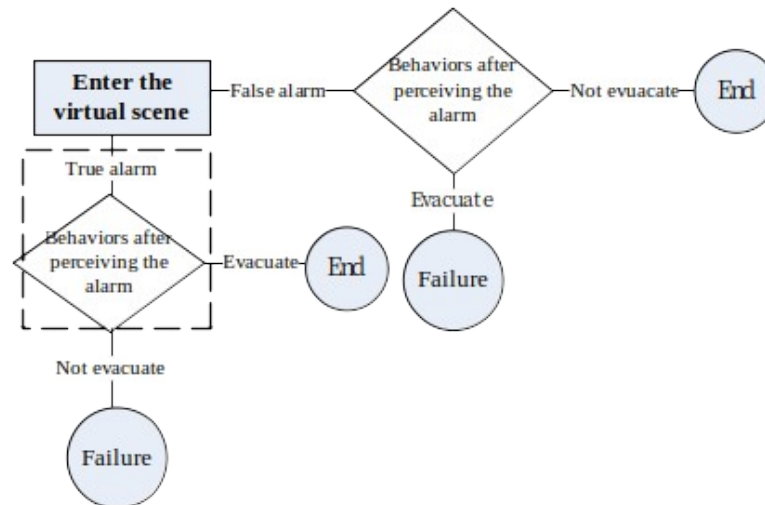 Enter the
virtual scene
False alarm
Behaviors after
perceiving the
alarm
Not evuacate
End
True alarm
Evacuate
Behaviors after
perceiving the
alarm
Evacuate
End
Failure
Not evacuate
Failure